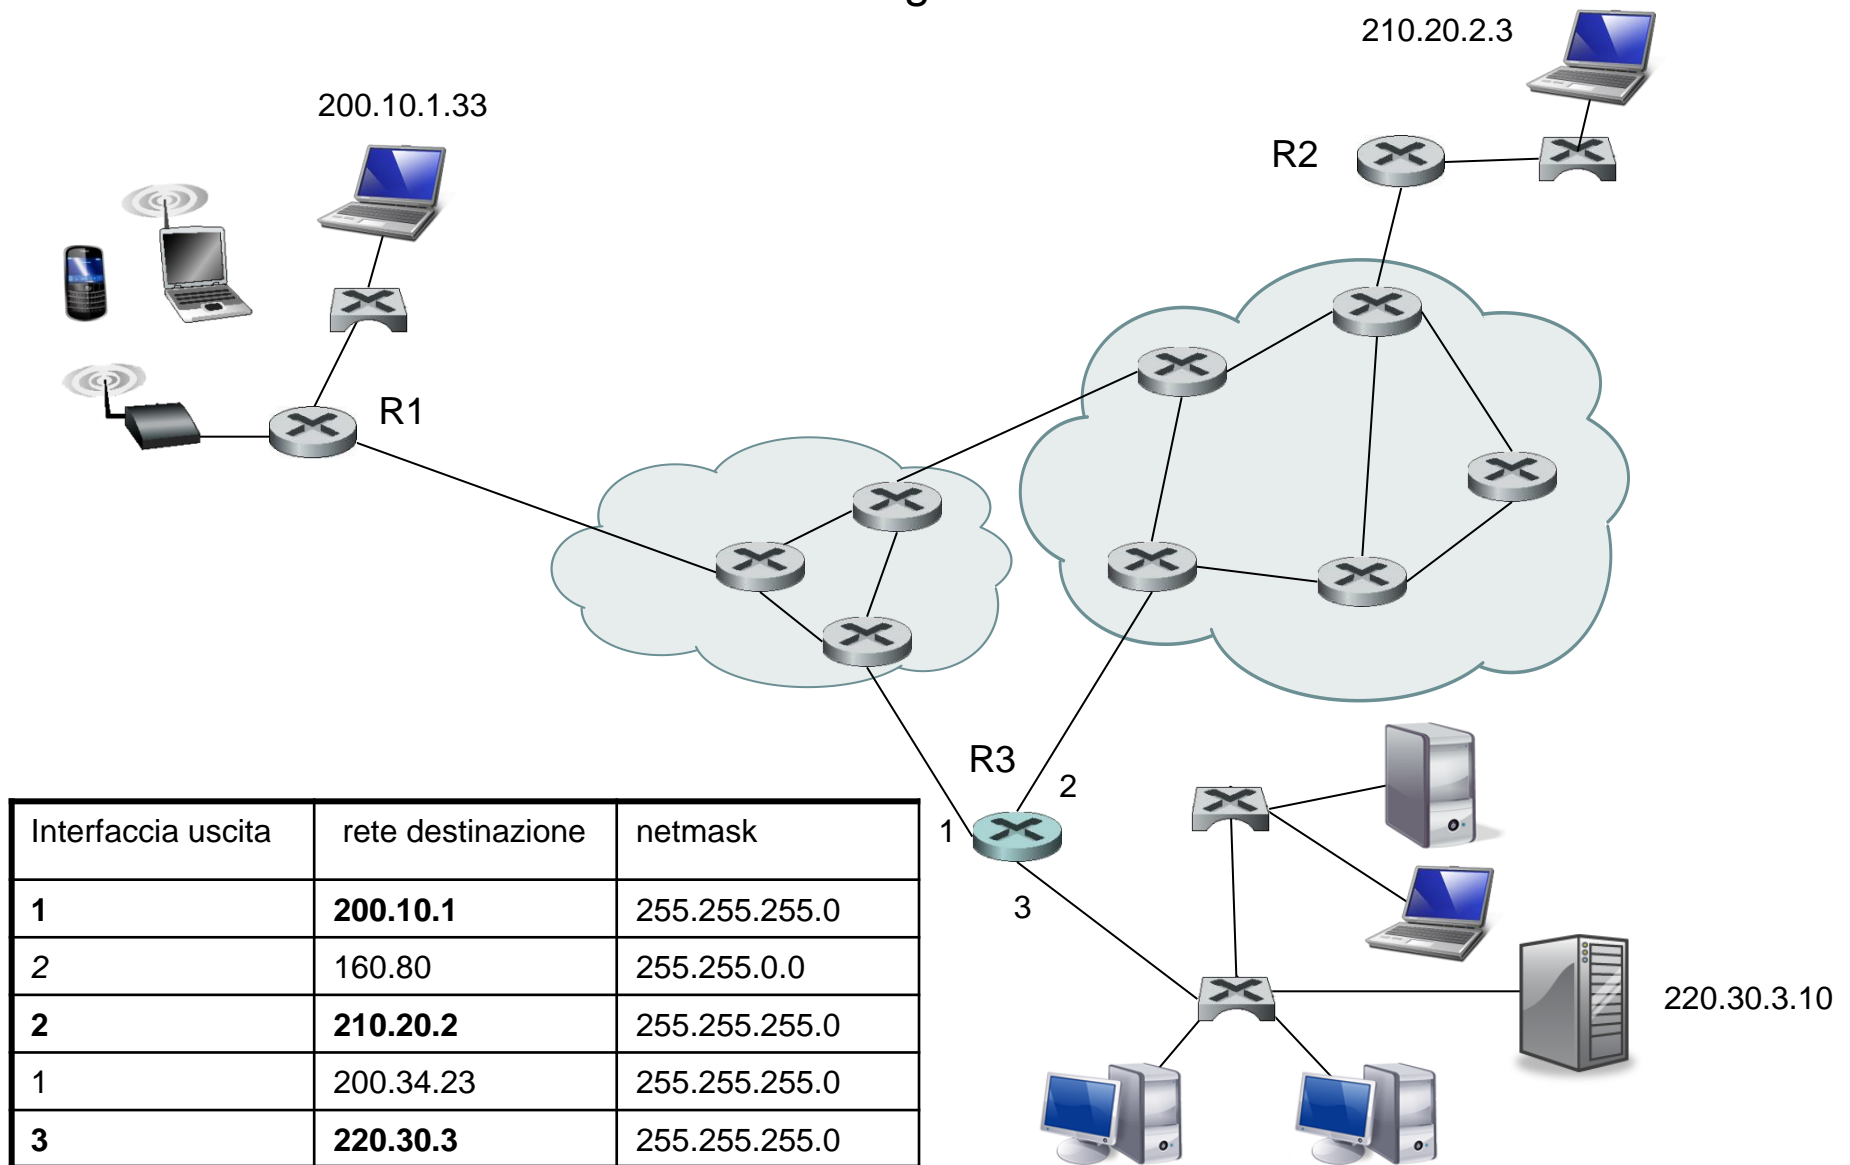 210.20.2.3
200.10.1.33
R2
R1
R3
2
1
3
220.30.3.10
Interfaccia uscita rete destinazione netmask
1 200.10.1 255.255.255.0
2 160.80 255.255.0.0
2 210.20.2 255.255.255.0
1 200.34.23 255.255.255.0
3 220.30.3 255.255.255.0